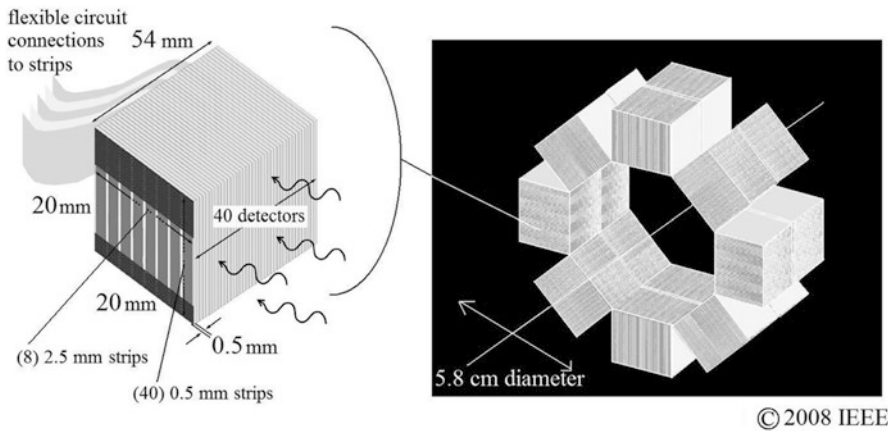 flexible circuit
connections
to strips
54 mm
20 mm
40 detectors
20 mm
0.5 mm
(8) 2.5 mm strips
(40) 0.5 mm strips
5.8 cm diameter
© 2008 IEEE